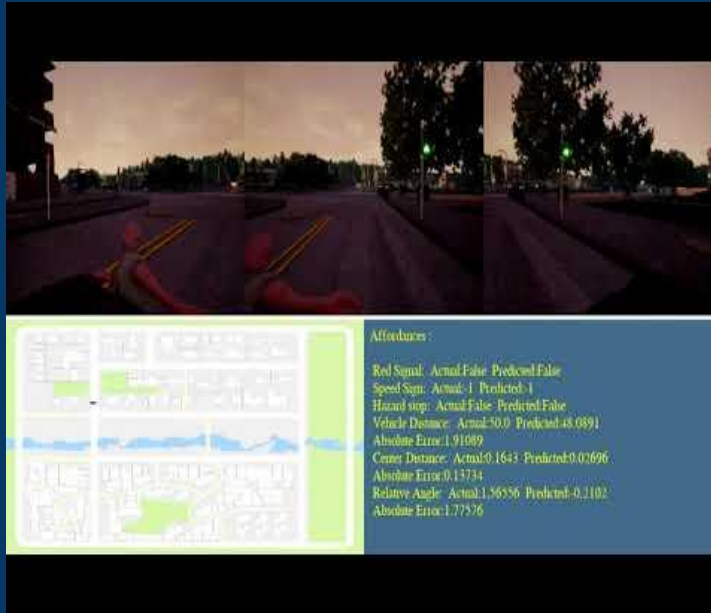 Affordances :
Red Signal: Actual:False Predicted:False
Speed Sign: Actual:-1 Predicted:-1
Hazard stop: Actual:False Predicted:False
Vehicle Distance: Actual:50.0 Predicted:48.0891
Absolute Error:1.91089
Center Distance: Actual:0.1643 Predicted:0.02696
Absolute Error:0.13734
Relative Angle: Actual:1.56556 Predicted:-0.2102
Absolute Error:1.77576